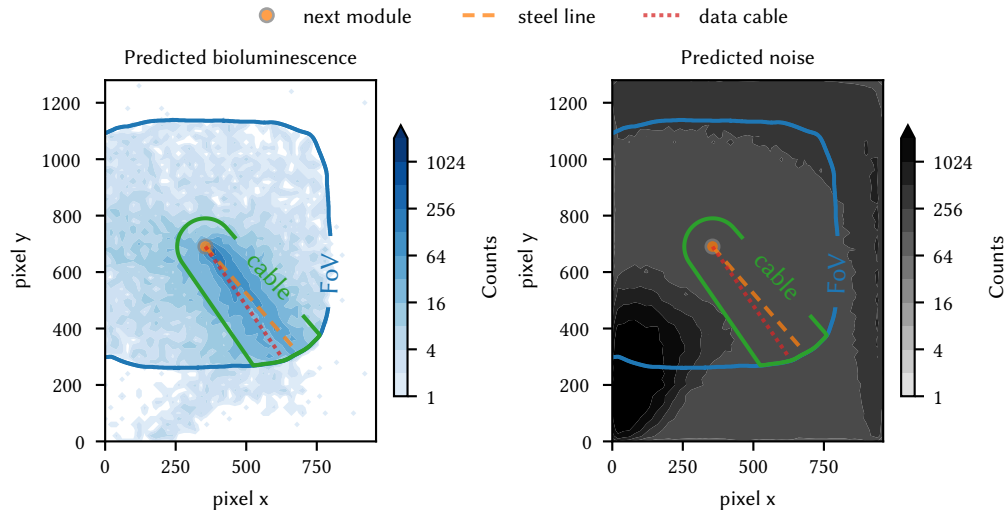 next module steel line data cable
Predicted bioluminescence
1200
1000
800
600
400
200
0
pixel y
0 250 500 750
pixel x
cable
FoV
1024
256
64
16
4
1
Counts
Predicted noise
1200
1000
800
600
400
200
0
pixel y
0 250 500 750
pixel x
cable
FoV
1024
256
64
16
4
1
Counts